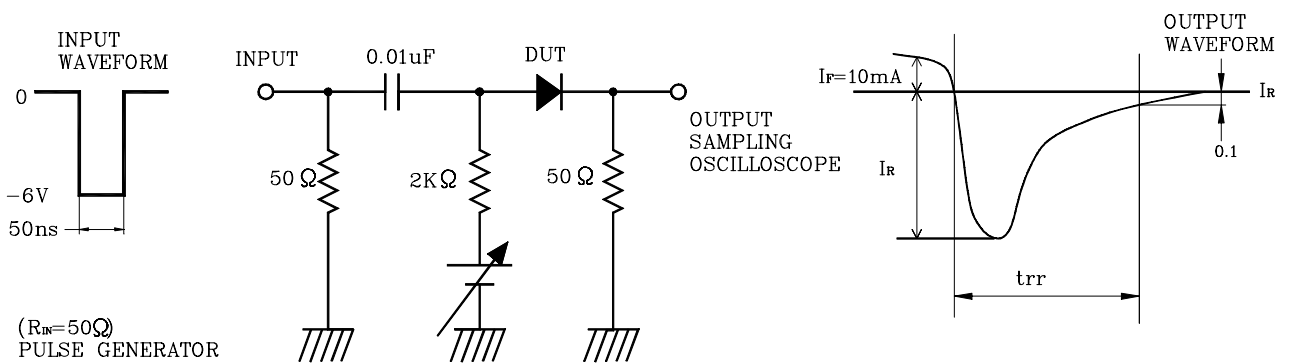 INPUT
WAVEFORM
0
-6V
50ns
(RIN=50Ω)
PULSE GENERATOR
INPUT
0.01uF
DUT
50Ω
2KΩ
50Ω
OUTPUT
SAMPLING
OSCILLOSCOPE
IF=10mA
IR
trr
OUTPUT
WAVEFORM
IR
0.1